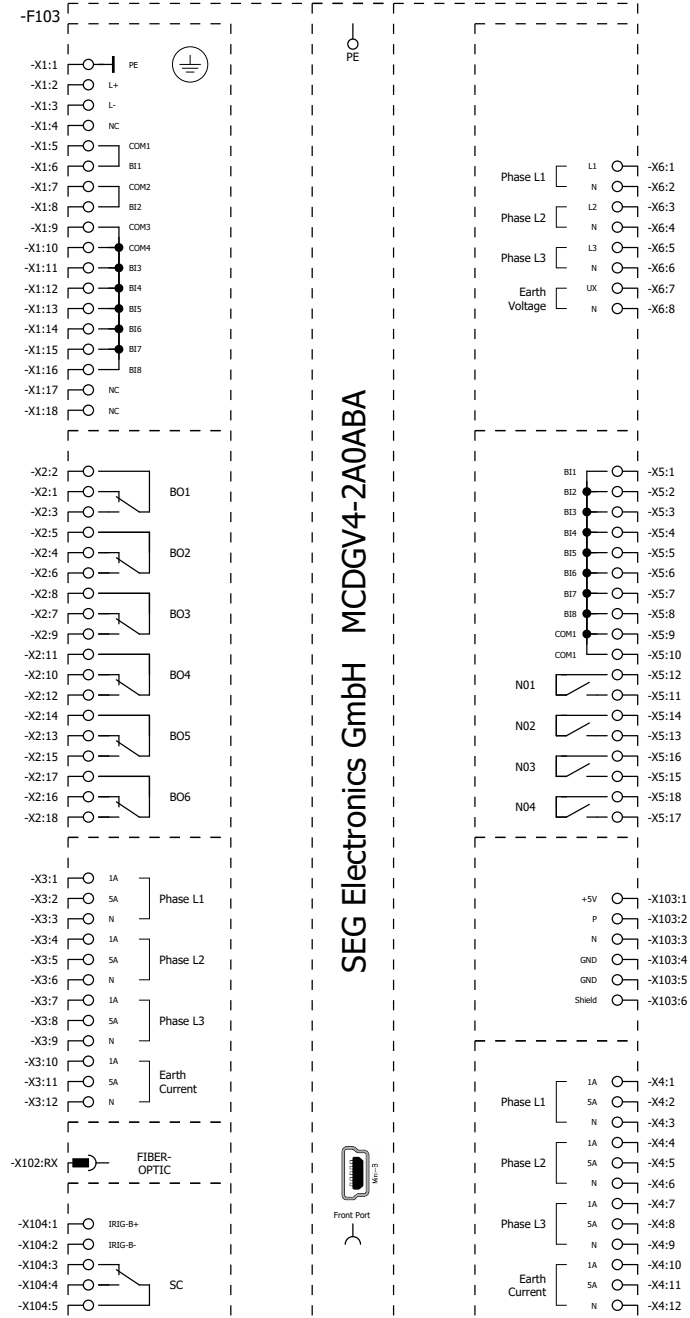 -F103
PE
-X1:1 PE
-X1:2 L+
-X1:3 L-
-X1:4 NC
-X1:5 COM1
-X1:6 BI1
-X1:7 COM2
-X1:8 BI2
-X1:9 COM3
-X1:10 COM4
-X1:11 BI3
-X1:12 BI4
-X1:13 BI5
-X1:14 BI6
-X1:15 BI7
-X1:16 BI8
-X1:17 NC
-X1:18 NC
-X2:2
-X2:1 BO1
-X2:3
-X2:5
-X2:4 BO2
-X2:6
-X2:8
-X2:7 BO3
-X2:9
-X2:11
-X2:10 BO4
-X2:12
-X2:14
-X2:13 BO5
-X2:15
-X2:17
-X2:16 BO6
-X2:18
-X3:1 1A
-X3:2 5A Phase L1
-X3:3 N
-X3:4 1A
-X3:5 5A Phase L2
-X3:6 N
-X3:7 1A
-X3:8 5A Phase L3
-X3:9 N
-X3:10 1A
-X3:11 5A Earth Current
-X3:12 N
-X102:RX FIBER-
OPTIC
-X104:1 IRIG-B+
-X104:2 IRIG-B-
-X104:3
-X104:4 SC
-X104:5
SEG Electronics GmbH MCDGV4-2A0ABA
Mini-B
Front Port
Phase L1
L1 -X6:1
N -X6:2
Phase L2
L2 -X6:3
N -X6:4
Phase L3
L3 -X6:5
N -X6:6
Earth
Voltage
UX -X6:7
N -X6:8
BI1 -X5:1
BI2 -X5:2
BI3 -X5:3
BI4 -X5:4
BI5 -X5:5
BI6 -X5:6
BI7 -X5:7
BI8 -X5:8
COM1 -X5:9
COM1 -X5:10
N01
-X5:12
-X5:11
N02
-X5:14
-X5:13
N03
-X5:16
-X5:15
N04
-X5:18
-X5:17
+5V -X103:1
P -X103:2
N -X103:3
GND -X103:4
GND -X103:5
Shield -X103:6
1A -X4:1
Phase L1 5A -X4:2
N -X4:3
1A -X4:4
Phase L2 5A -X4:5
N -X4:6
1A -X4:7
Phase L3 5A -X4:8
N -X4:9
1A -X4:10
Earth Current 5A -X4:11
N -X4:12